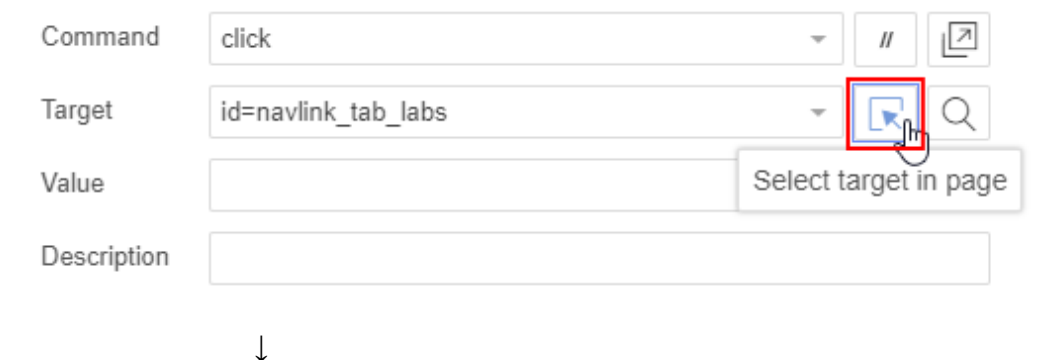 Command click //
Target id=navlink_tab_labs
Value Select target in page
Description
↓